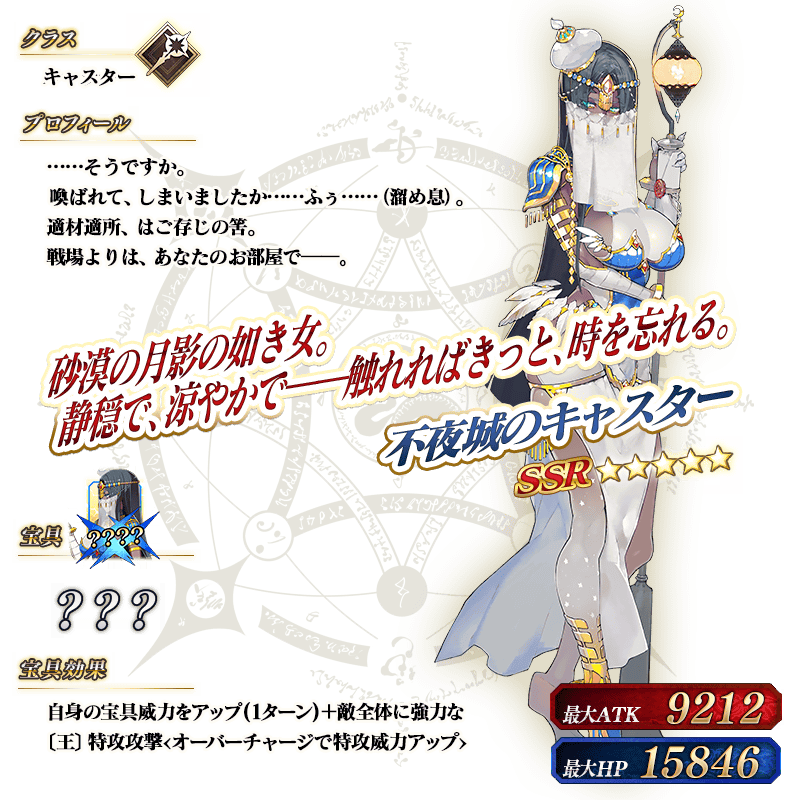 クラス
キャスター
プロフィール
……そうですか。
喚ばれて、しまいましたか……ふぅ……（溜め息）。
適材適所、はご存じの筈。
戦場よりは、あなたのお部屋で――。
砂漠の月影の如き女。
静穏で、涼やかで――触れればきっと、時を忘れる。
不夜城のキャスター
SSR ★★★★★
宝具
????
???
宝具効果
自身の宝具威力をアップ(1ターン)＋敵全体に強力な
〔王〕特攻攻撃<オーバーチャージで特攻威力アップ>
最大ATK 9212
最大HP 15846